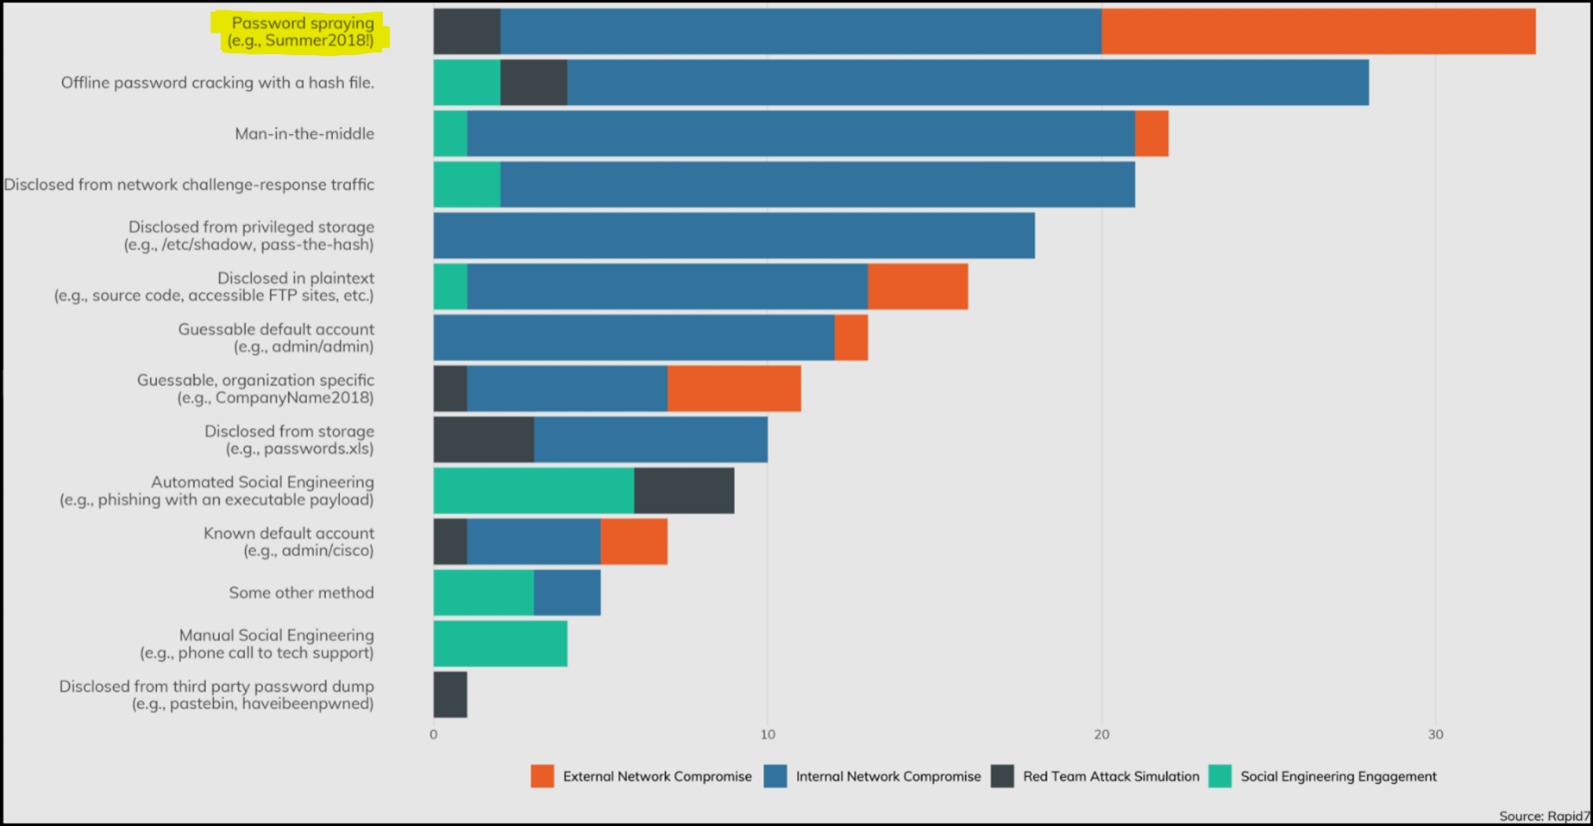 Password spraying
(e.g., Summer2018!)
Offline password cracking with a hash file.
Man-in-the-middle
Disclosed from network challenge-response traffic
Disclosed from privileged storage
(e.g., /etc/shadow, pass-the-hash)
Disclosed in plaintext
(e.g., source code, accessible FTP sites, etc.)
Guessable default account
(e.g., admin/admin)
Guessable, organization specific
(e.g., CompanyName2018)
Disclosed from storage
(e.g., passwords.xls)
Automated Social Engineering
(e.g., phishing with an executable payload)
Known default account
(e.g., admin/cisco)
Some other method
Manual Social Engineering
(e.g., phone call to tech support)
Disclosed from third party password dump
(e.g., pastebin, haveibeenpwned)
0 10 20 30
External Network Compromise Internal Network Compromise Red Team Attack Simulation Social Engineering Engagement
Source: Rapid7